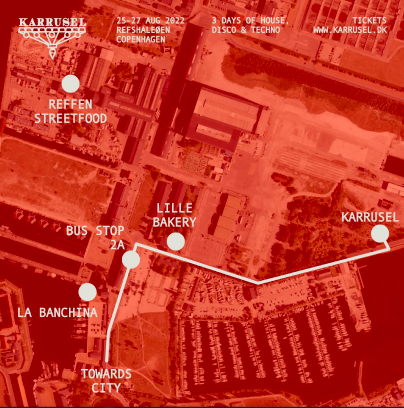 KARRUSEL
25–27 AUG 2022
REFSHALEØEN
COPENHAGEN
3 DAYS OF HOUSE,
DISCO & TECHNO
TICKETS
WWW.KARRUSEL.DK
REFFEN
STREETFOOD
LILLE
BAKERY
KARRUSEL
BUS STOP
2A
LA BANCHINA
TOWARDS
CITY